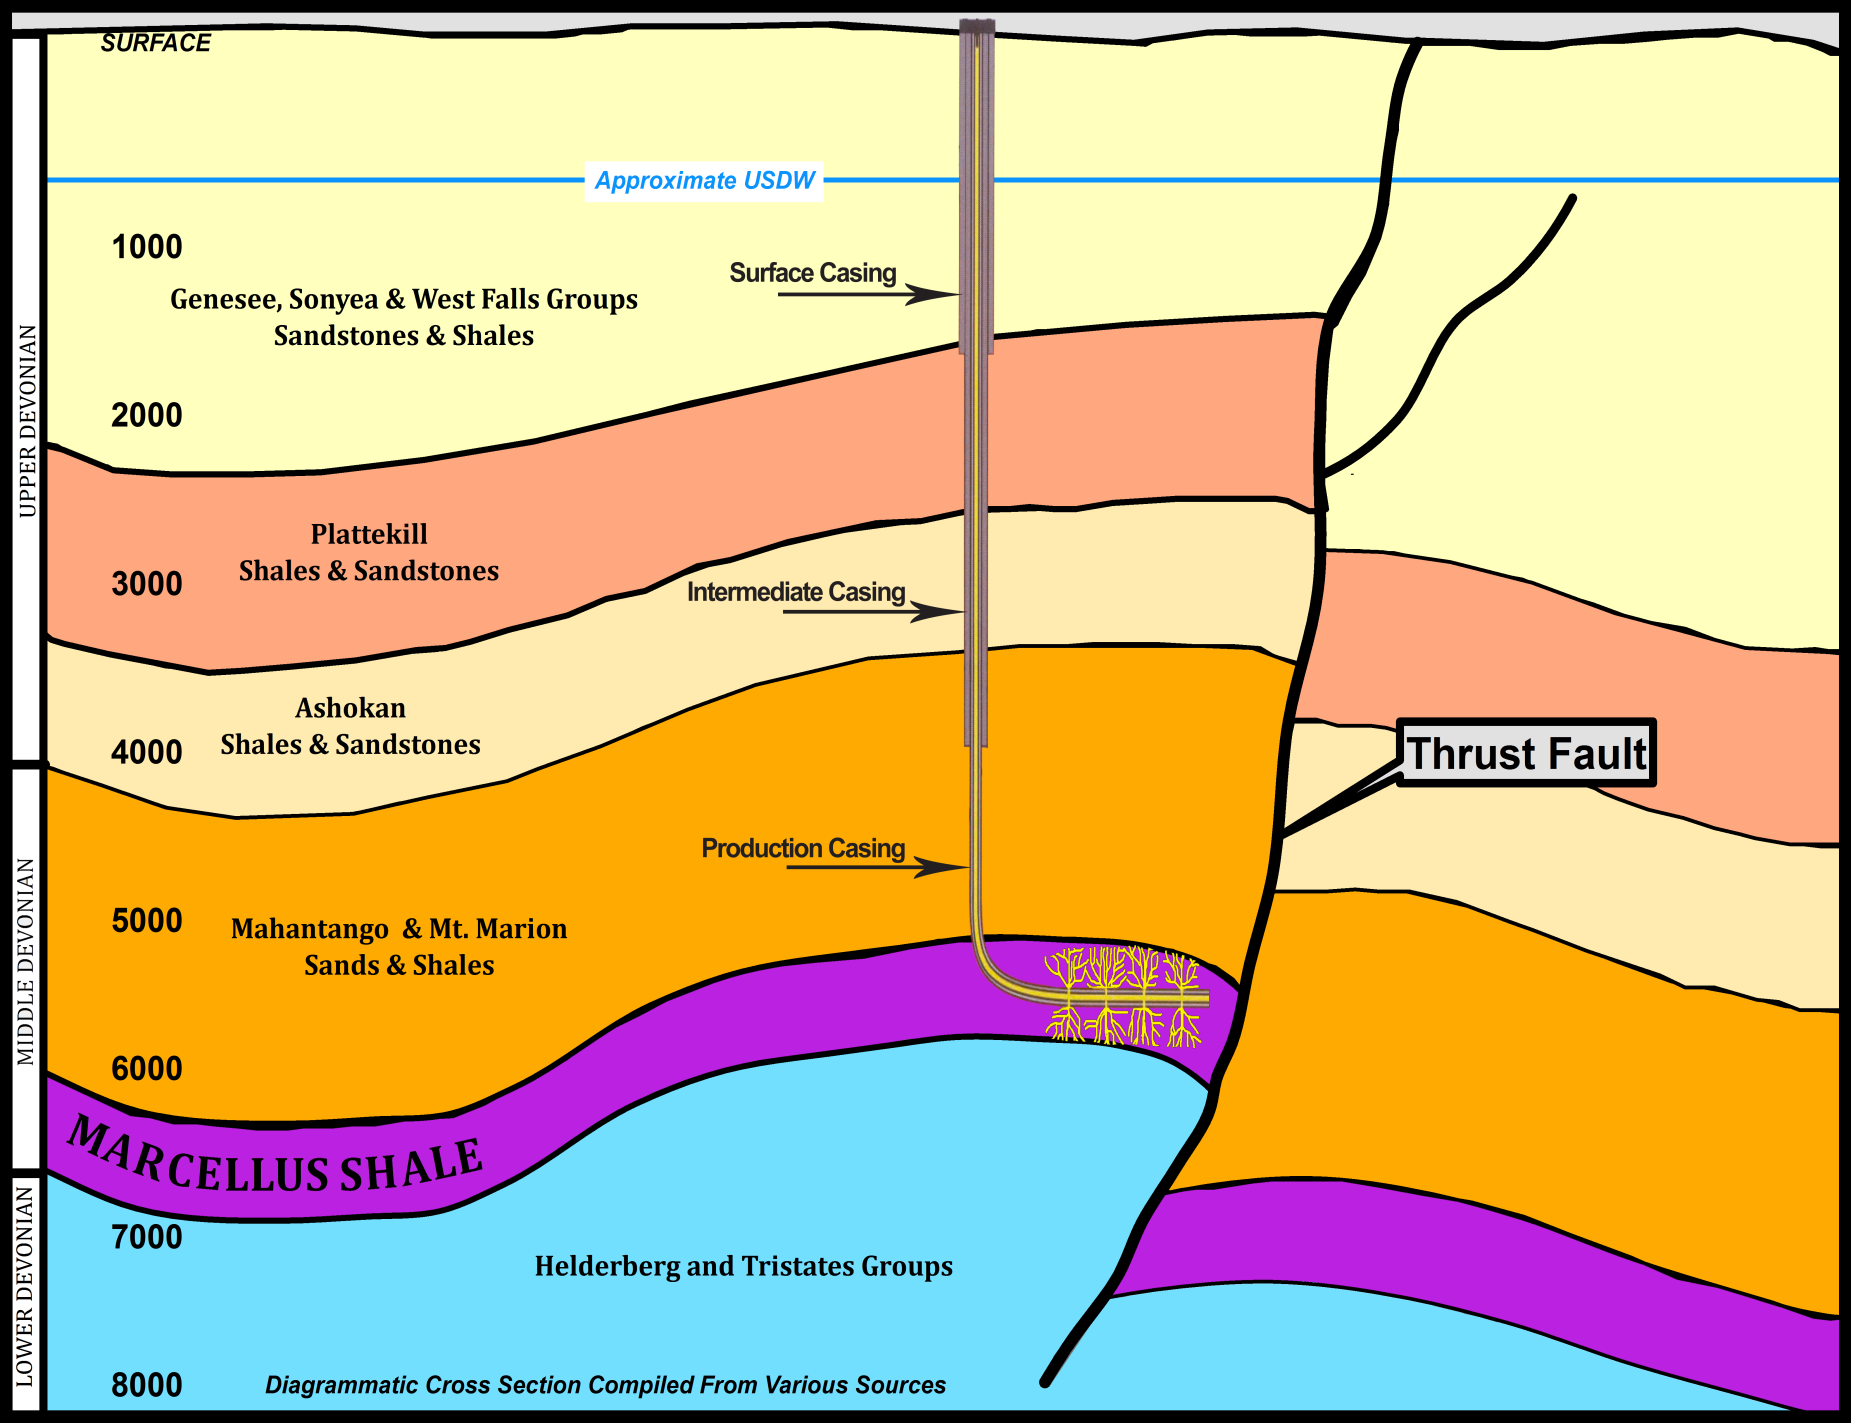 SURFACE
Approximate USDW
1000
Surface Casing
Genesee, Sonyea & West Falls Groups
Sandstones & Shales
2000
UPPER DEVONIAN
Plattekill
Shales & Sandstones
3000
Intermediate Casing
Ashokan
Shales & Sandstones
4000
Thrust Fault
Production Casing
5000
Mahantango & Mt. Marion
Sands & Shales
MIDDLE DEVONIAN
6000
MARCELLUS SHALE
7000
Helderberg and Tristates Groups
LOWER DEVONIAN
8000
Diagrammatic Cross Section Compiled From Various Sources